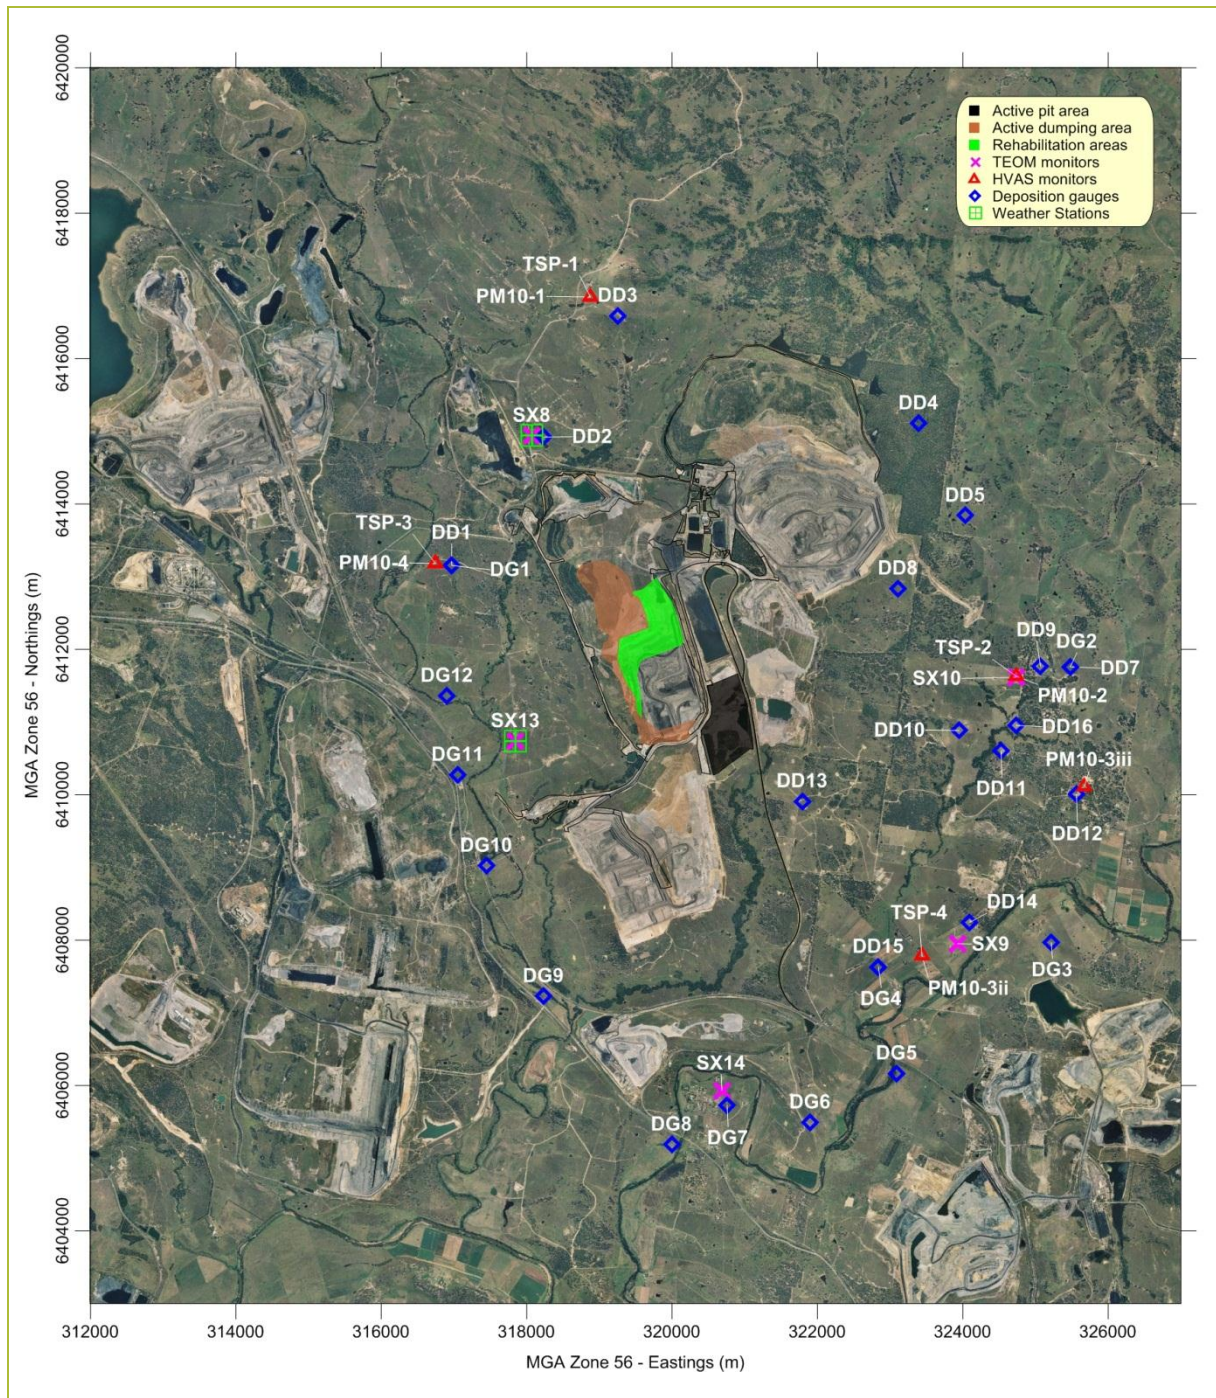 6420000
6418000
6416000
6414000
6412000
6410000
6408000
6406000
6404000
MGA Zone 56 - Northings (m)
Active pit area
Active dumping area
Rehabilitation areas
TEOM monitors
HVAS monitors
Deposition gauges
Weather Stations
TSP-1
PM10-1
DD3
SX8
DD2
DD4
DD5
TSP-3
DD1
PM10-4
DG1
DD8
DD9
DG2
TSP-2
DD7
SX10
PM10-2
DG12
SX13
DD10
DD16
DG11
PM10-3iii
DD11
DD13
DD12
DG10
DD14
TSP-4
DD15
SX9
DG3
DG4
PM10-3ii
DG9
DG5
SX14
DG6
DG8
DG7
312000
314000
316000
318000
320000
322000
324000
326000
MGA Zone 56 - Eastings (m)